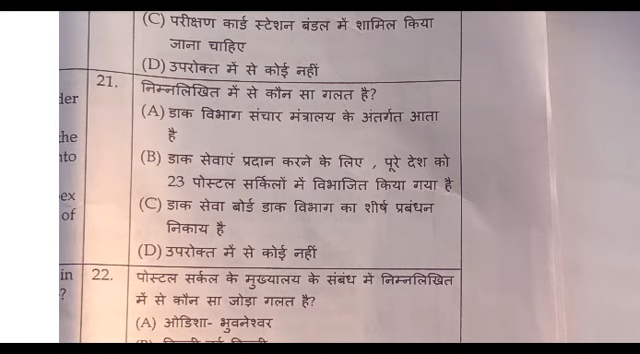 (C) परीक्षण कार्ड स्टेशन बंडल में शामिल किया
जाना चाहिए
(D) उपरोक्त में से कोई नहीं
21. निम्नलिखित में से कौन सा गलत है?
(A) डाक विभाग संचार मंत्रालय के अंतर्गत आता
है
(B) डाक सेवाएं प्रदान करने के लिए , पूरे देश को
23 पोस्टल सर्किलों में विभाजित किया गया है
(C) डाक सेवा बोर्ड डाक विभाग का शीर्ष प्रबंधन
निकाय है
(D) उपरोक्त में से कोई नहीं
22. पोस्टल सर्कल के मुख्यालय के संबंध में निम्नलिखित
में से कौन सा जोड़ा गलत है?
(A) ओडिशा- भुवनेश्वर
der
the
nto
ex
of
in
?